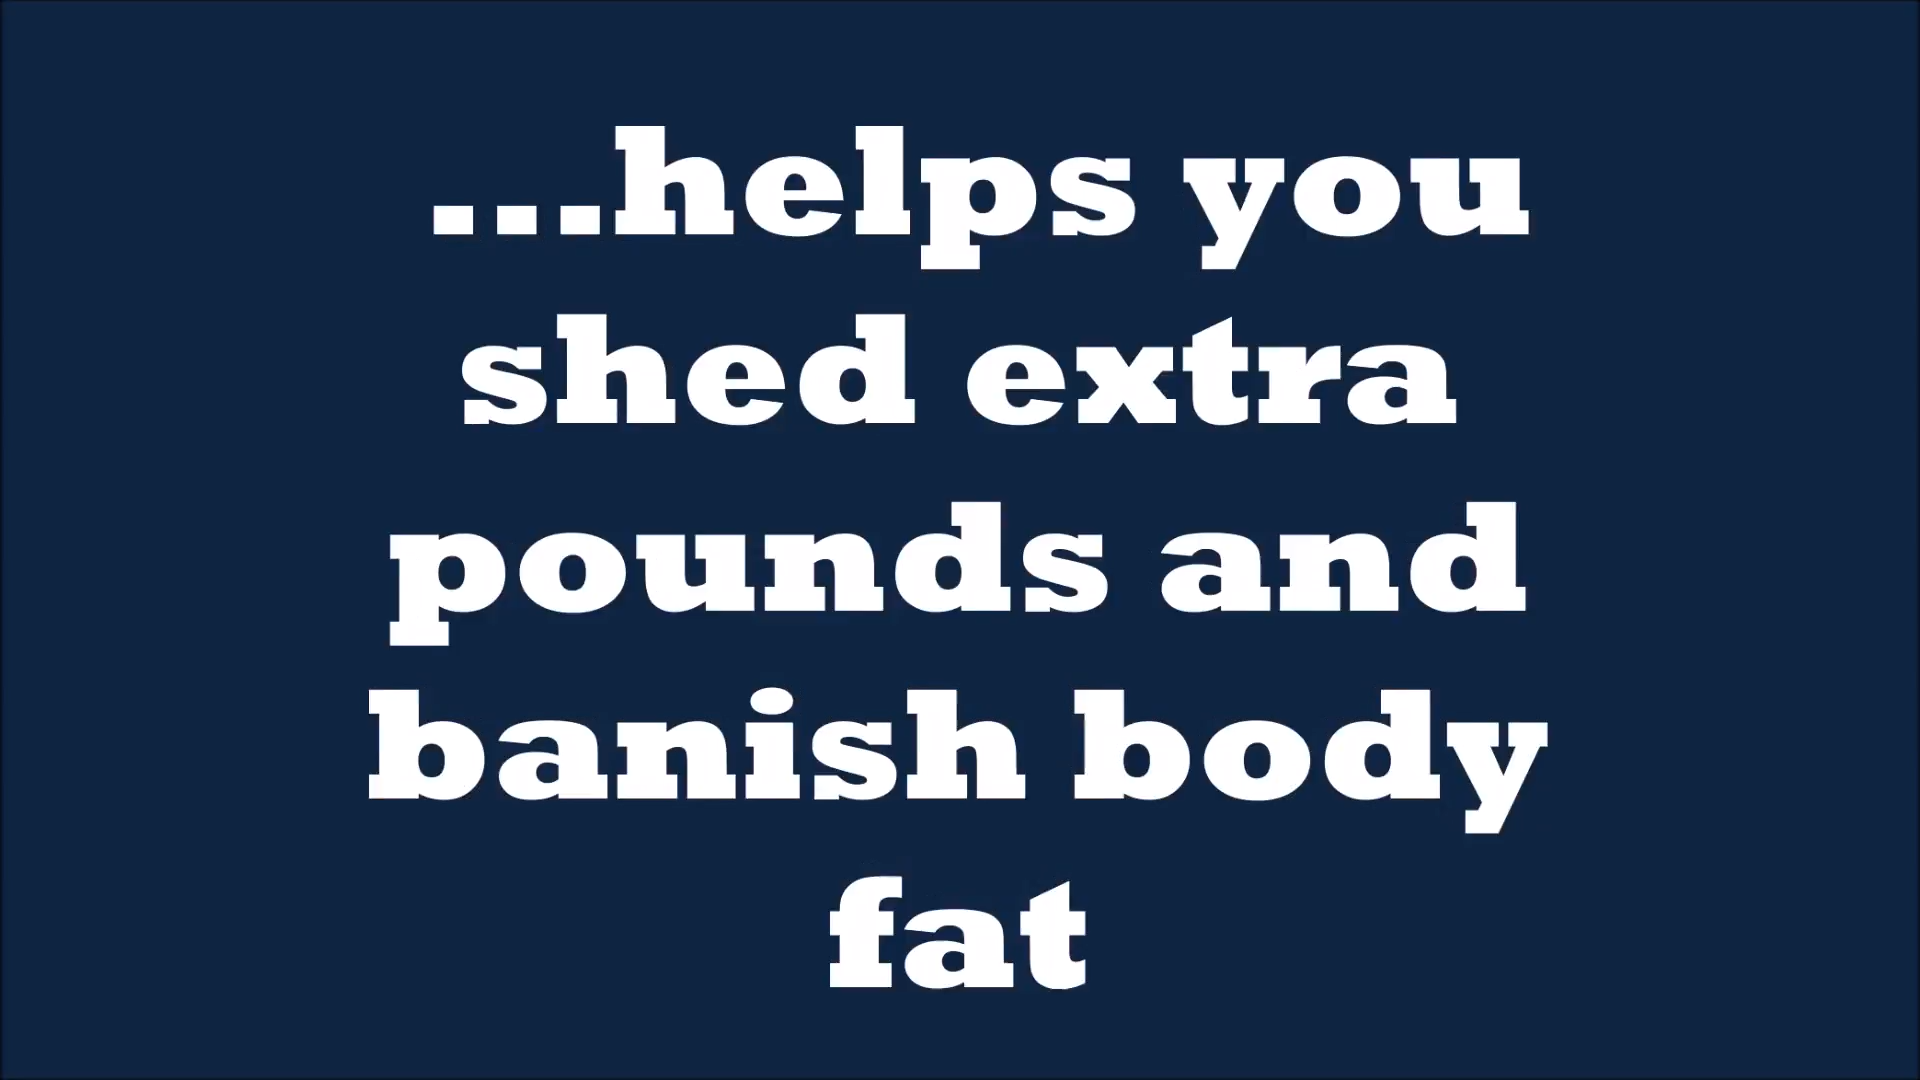 ...helps you
shed extra
pounds and
banish body
fat